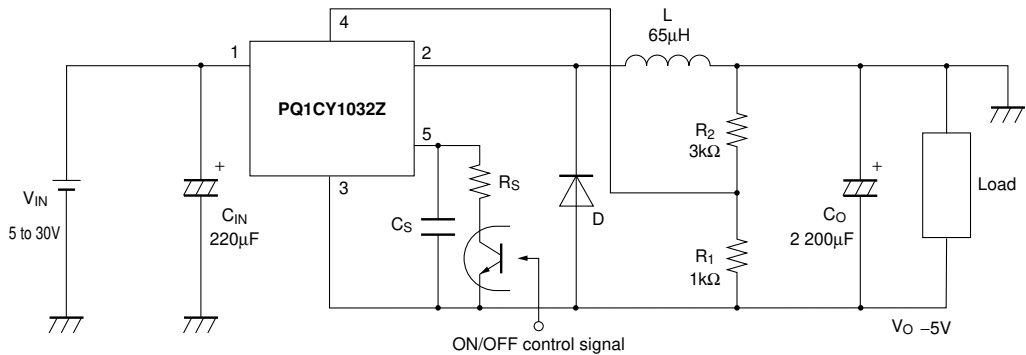 4
L
65μH
1
2
PQ1CY1032Z
5
3
R2
3kΩ
RS
CS
D
R1
1kΩ
VIN
5 to 30V
+
CIN
220μF
+
CO
2 200μF
Load
VO –5V
ON/OFF control signal